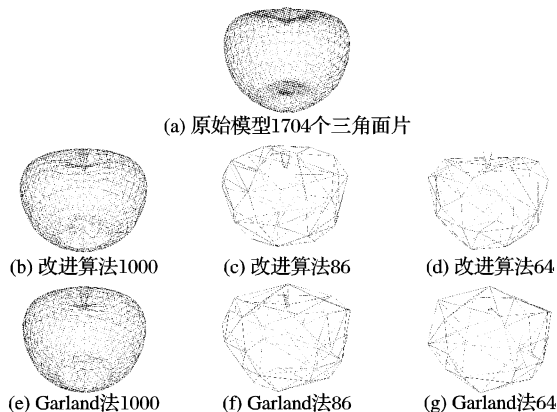 (a) 原始模型1704个三角面片
(b) 改进算法1000
(c) 改进算法86
(d) 改进算法64
(e) Garland法1000
(f) Garland法86
(g) Garland法64